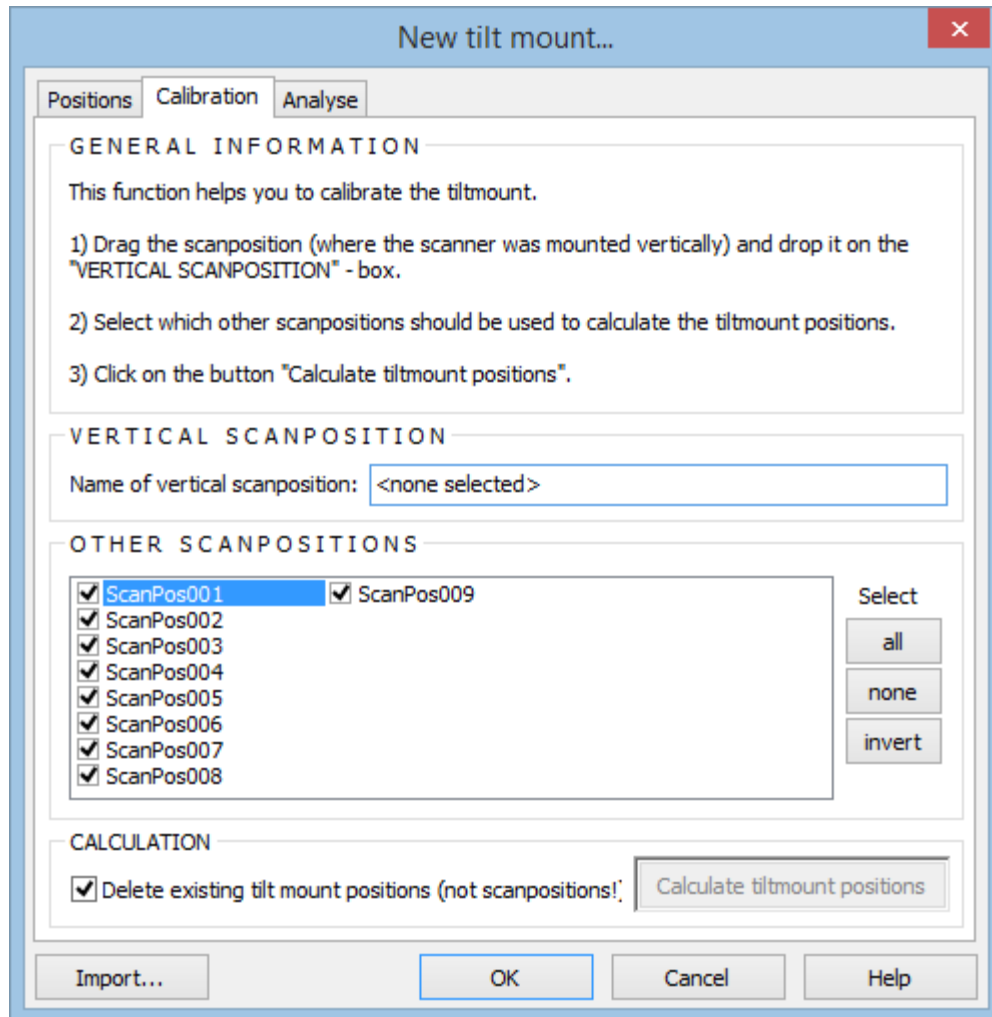 New tilt mount...
Positions Calibration Analyse
GENERAL INFORMATION
This function helps you to calibrate the tiltmount.
1) Drag the scanposition (where the scanner was mounted vertically) and drop it on the
"VERTICAL SCANPOSITION" - box.
2) Select which other scanpositions should be used to calculate the tiltmount positions.
3) Click on the button "Calculate tiltmount positions".
VERTICAL SCANPOSITION
Name of vertical scanposition: <none selected>
OTHER SCANPOSITIONS
ScanPos001 ScanPos009
ScanPos002
ScanPos003
ScanPos004
ScanPos005
ScanPos006
ScanPos007
ScanPos008
Select
all
none
invert
CALCULATION
Delete existing tilt mount positions (not scanpositions!) Calculate tiltmount positions
Import... OK Cancel Help